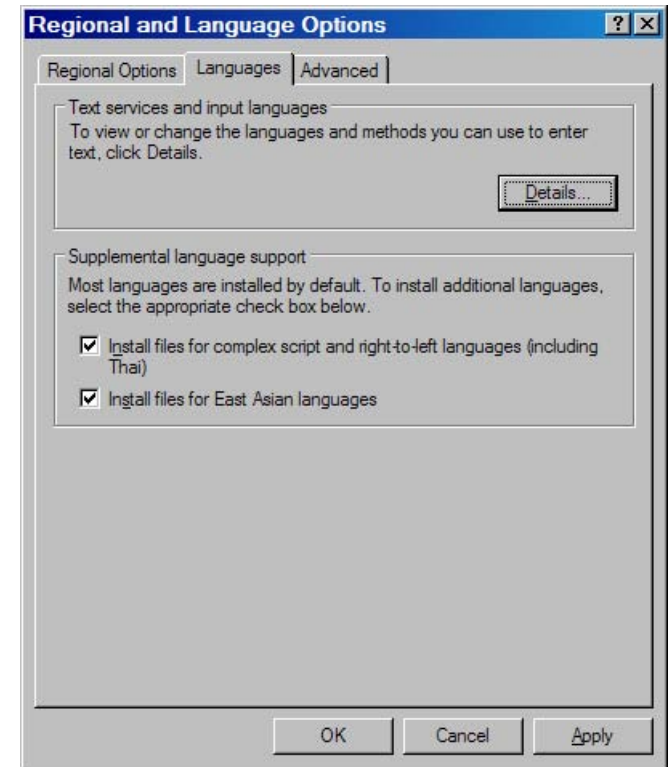 Regional and Language Options
Regional Options Languages Advanced
Text services and input languages
To view or change the languages and methods you can use to enter
text, click Details.
Details...
Supplemental language support
Most languages are installed by default. To install additional languages,
select the appropriate check box below.
Install files for complex script and right-to-left languages (including
Thai)
Install files for East Asian languages
OK Cancel Apply